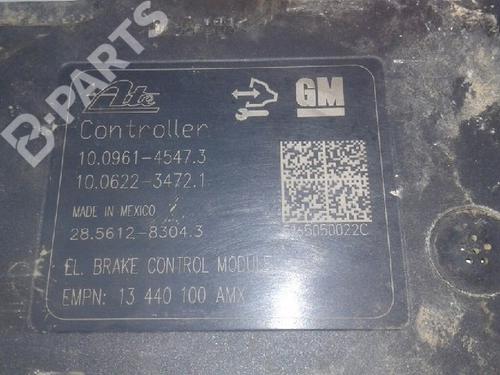 B-PARTS
Ate
GM
Controller
10.0961-4547.3
10.0622-3472.1
MADE IN MEXICO
28.5612-8304.3
EL. BRAKE CONTROL MODULE
EMPN: 13 440 100 AMX